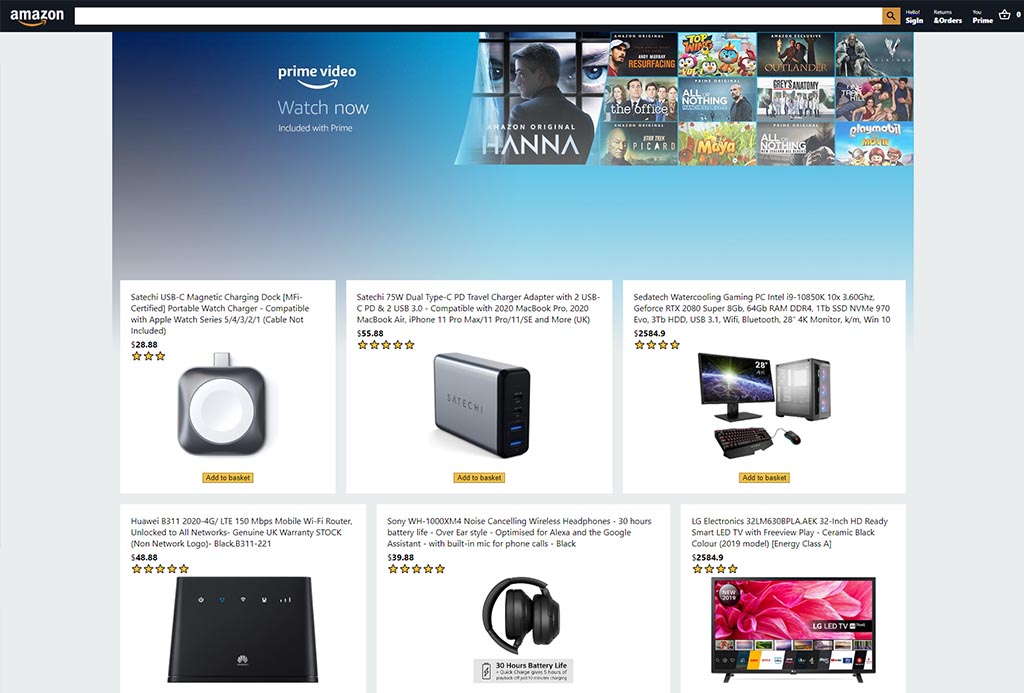 amazon
Hello!
SigIn
Returns
&Orders
You
Prime
0
prime video
Watch now
Included with Prime
AMAZON ORIGINAL
HANNA
AMAZON ORIGINAL
ANDY MURRAY
RESURFACING
TOP WING
AMAZON EXCLUSIVE
OUTLANDER
VIKINGS
the office
ALL OR NOTHING
GREY'S ANATOMY
ONE TREE HILL
AMAZON ORIGINAL
STAR TREK
PICARD
Maya
ALL OR NOTHING
NEW ZEALAND ALL BLACKS
playmobil
Movie
Satechi USB-C Magnetic Charging Dock [MFi-
Certified] Portable Watch Charger - Compatible
with Apple Watch Series 5/4/3/2/1 (Cable Not
Included)
$28.88
Satechi 75W Dual Type-C PD Travel Charger Adapter with 2 USB-
C PD & 2 USB 3.0 - Compatible with 2020 MacBook Pro, 2020
MacBook Air, iPhone 11 Pro Max/11 Pro/11/SE and More (UK)
$55.88
SATECHI
Sedatech Watercooling Gaming PC Intel i9-10850K 10x 3.60Ghz,
Geforce RTX 2080 Super 8Gb, 64Gb RAM DDR4, 1Tb SSD NVMe 970
Evo, 3Tb HDD, USB 3.1, Wifi, Bluetooth, 28" 4K Monitor, k/m, Win 10
$2584.9
28"
4K
Add to basket
Add to basket
Add to basket
Huawei B311 2020-4G/ LTE 150 Mbps Mobile Wi-Fi Router,
Unlocked to All Networks- Genuine UK Warranty STOCK
(Non Network Logo)- Black,B311-221
$48.88
HUAWEI
Sony WH-1000XM4 Noise Cancelling Wireless Headphones - 30 hours
battery life - Over Ear style - Optimised for Alexa and the Google
Assistant - with built-in mic for phone calls - Black
$39.88
30 Hours Battery Life
+ Quick Charge gives 5 hours of
playback off just 10 minutes charging
LG Electronics 32LM630BPLA.AEK 32-Inch HD Ready
Smart LED TV with Freeview Play - Ceramic Black
Colour (2019 model) [Energy Class A]
$2584.9
NEW
2019
LG LED TV